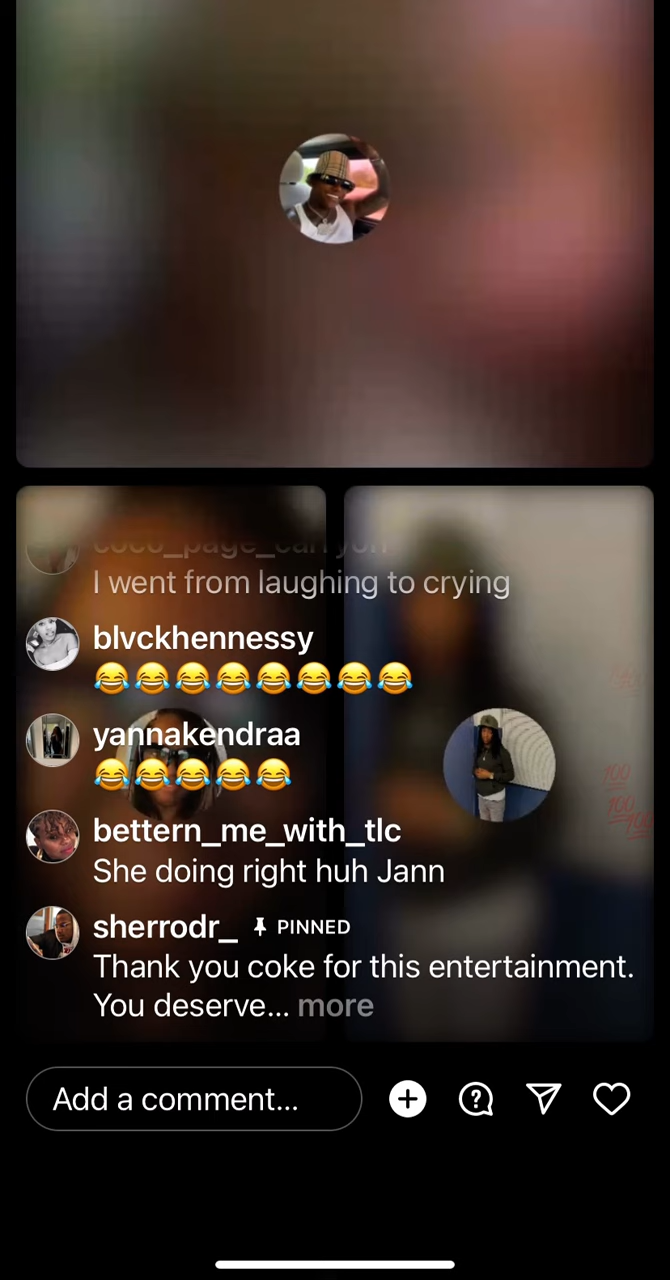 I went from laughing to crying
blvckhennessy
😂😂😂😂😂😂😂😂
yannakendraa
😂😂😂😂😂
bettern_me_with_tlc
She doing right huh Jann
sherrodr_ PINNED
Thank you coke for this entertainment.
You deserve... more
💯
💯
Add a comment...